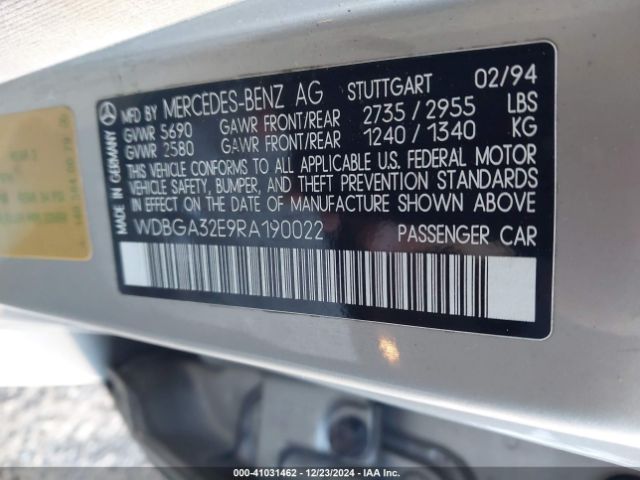 MFD BY MERCEDES-BENZ AG STUTTGART 02/94
GVWR 5690 GAWR FRONT/REAR 2735/2955 LBS
GVWR 2580 GAWR FRONT/REAR 1240/1340 KG
THIS VEHICLE CONFORMS TO ALL APPLICABLE U.S. FEDERAL MOTOR
VEHICLE SAFETY, BUMPER, AND THEFT PREVENTION STANDARDS
IN EFFECT ON THE DATE OF MANUFACTURE SHOWN ABOVE
WDBGA32E9RA190022 PASSENGER CAR
MADE IN GERMANY
000-41031462 - 12/23/2024 - IAA Inc.